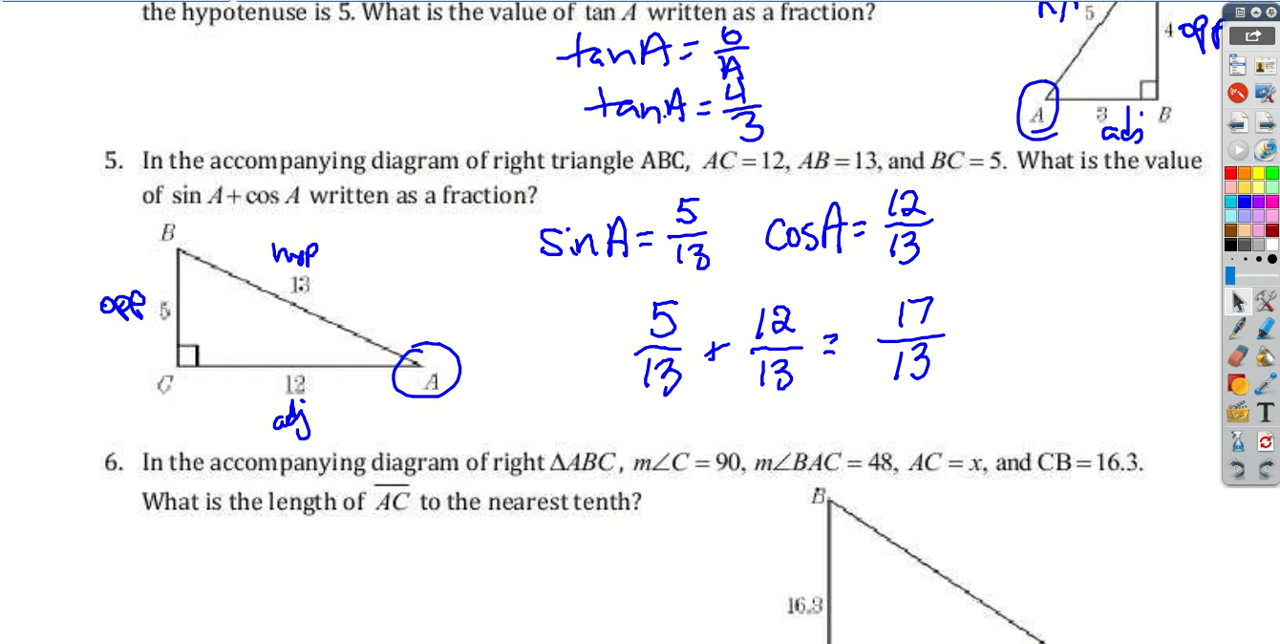 the hypotenuse is 5. What is the value of tan A written as a fraction?
hyp 5
4 opp
tan A = O/A
tan A = 4/3
A 3 B
adj
5. In the accompanying diagram of right triangle ABC, AC = 12, AB = 13, and BC = 5. What is the value
of sin A + cos A written as a fraction?
sin A = 5/13 cos A = 12/13
B
hyp
13
opp 5
5/13 + 12/13 = 17/13
C 12 A
adj
6. In the accompanying diagram of right ΔABC, m∠C = 90, m∠BAC = 48, AC = x, and CB = 16.3.
What is the length of A̅C̅ to the nearest tenth?
B
16.3
T